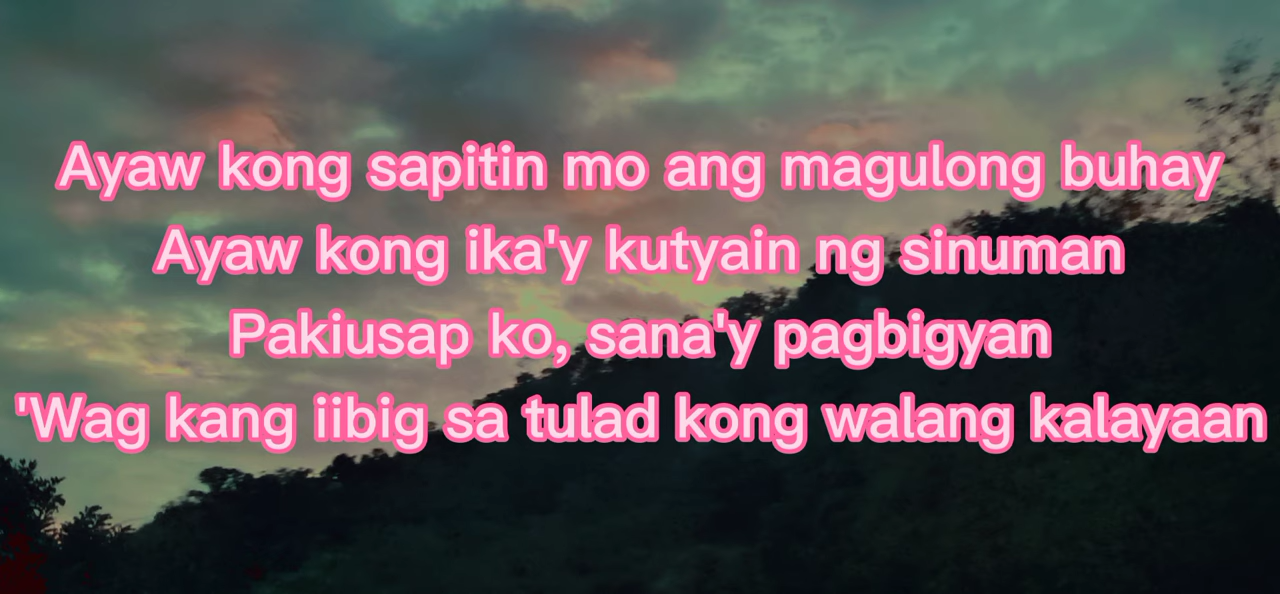 Ayaw kong sapitin mo ang magulong buhay
Ayaw kong ika'y kutyain ng sinuman
Pakiusap ko, sana'y pagbigyan
'Wag kang iibig sa tulad kong walang kalayaan